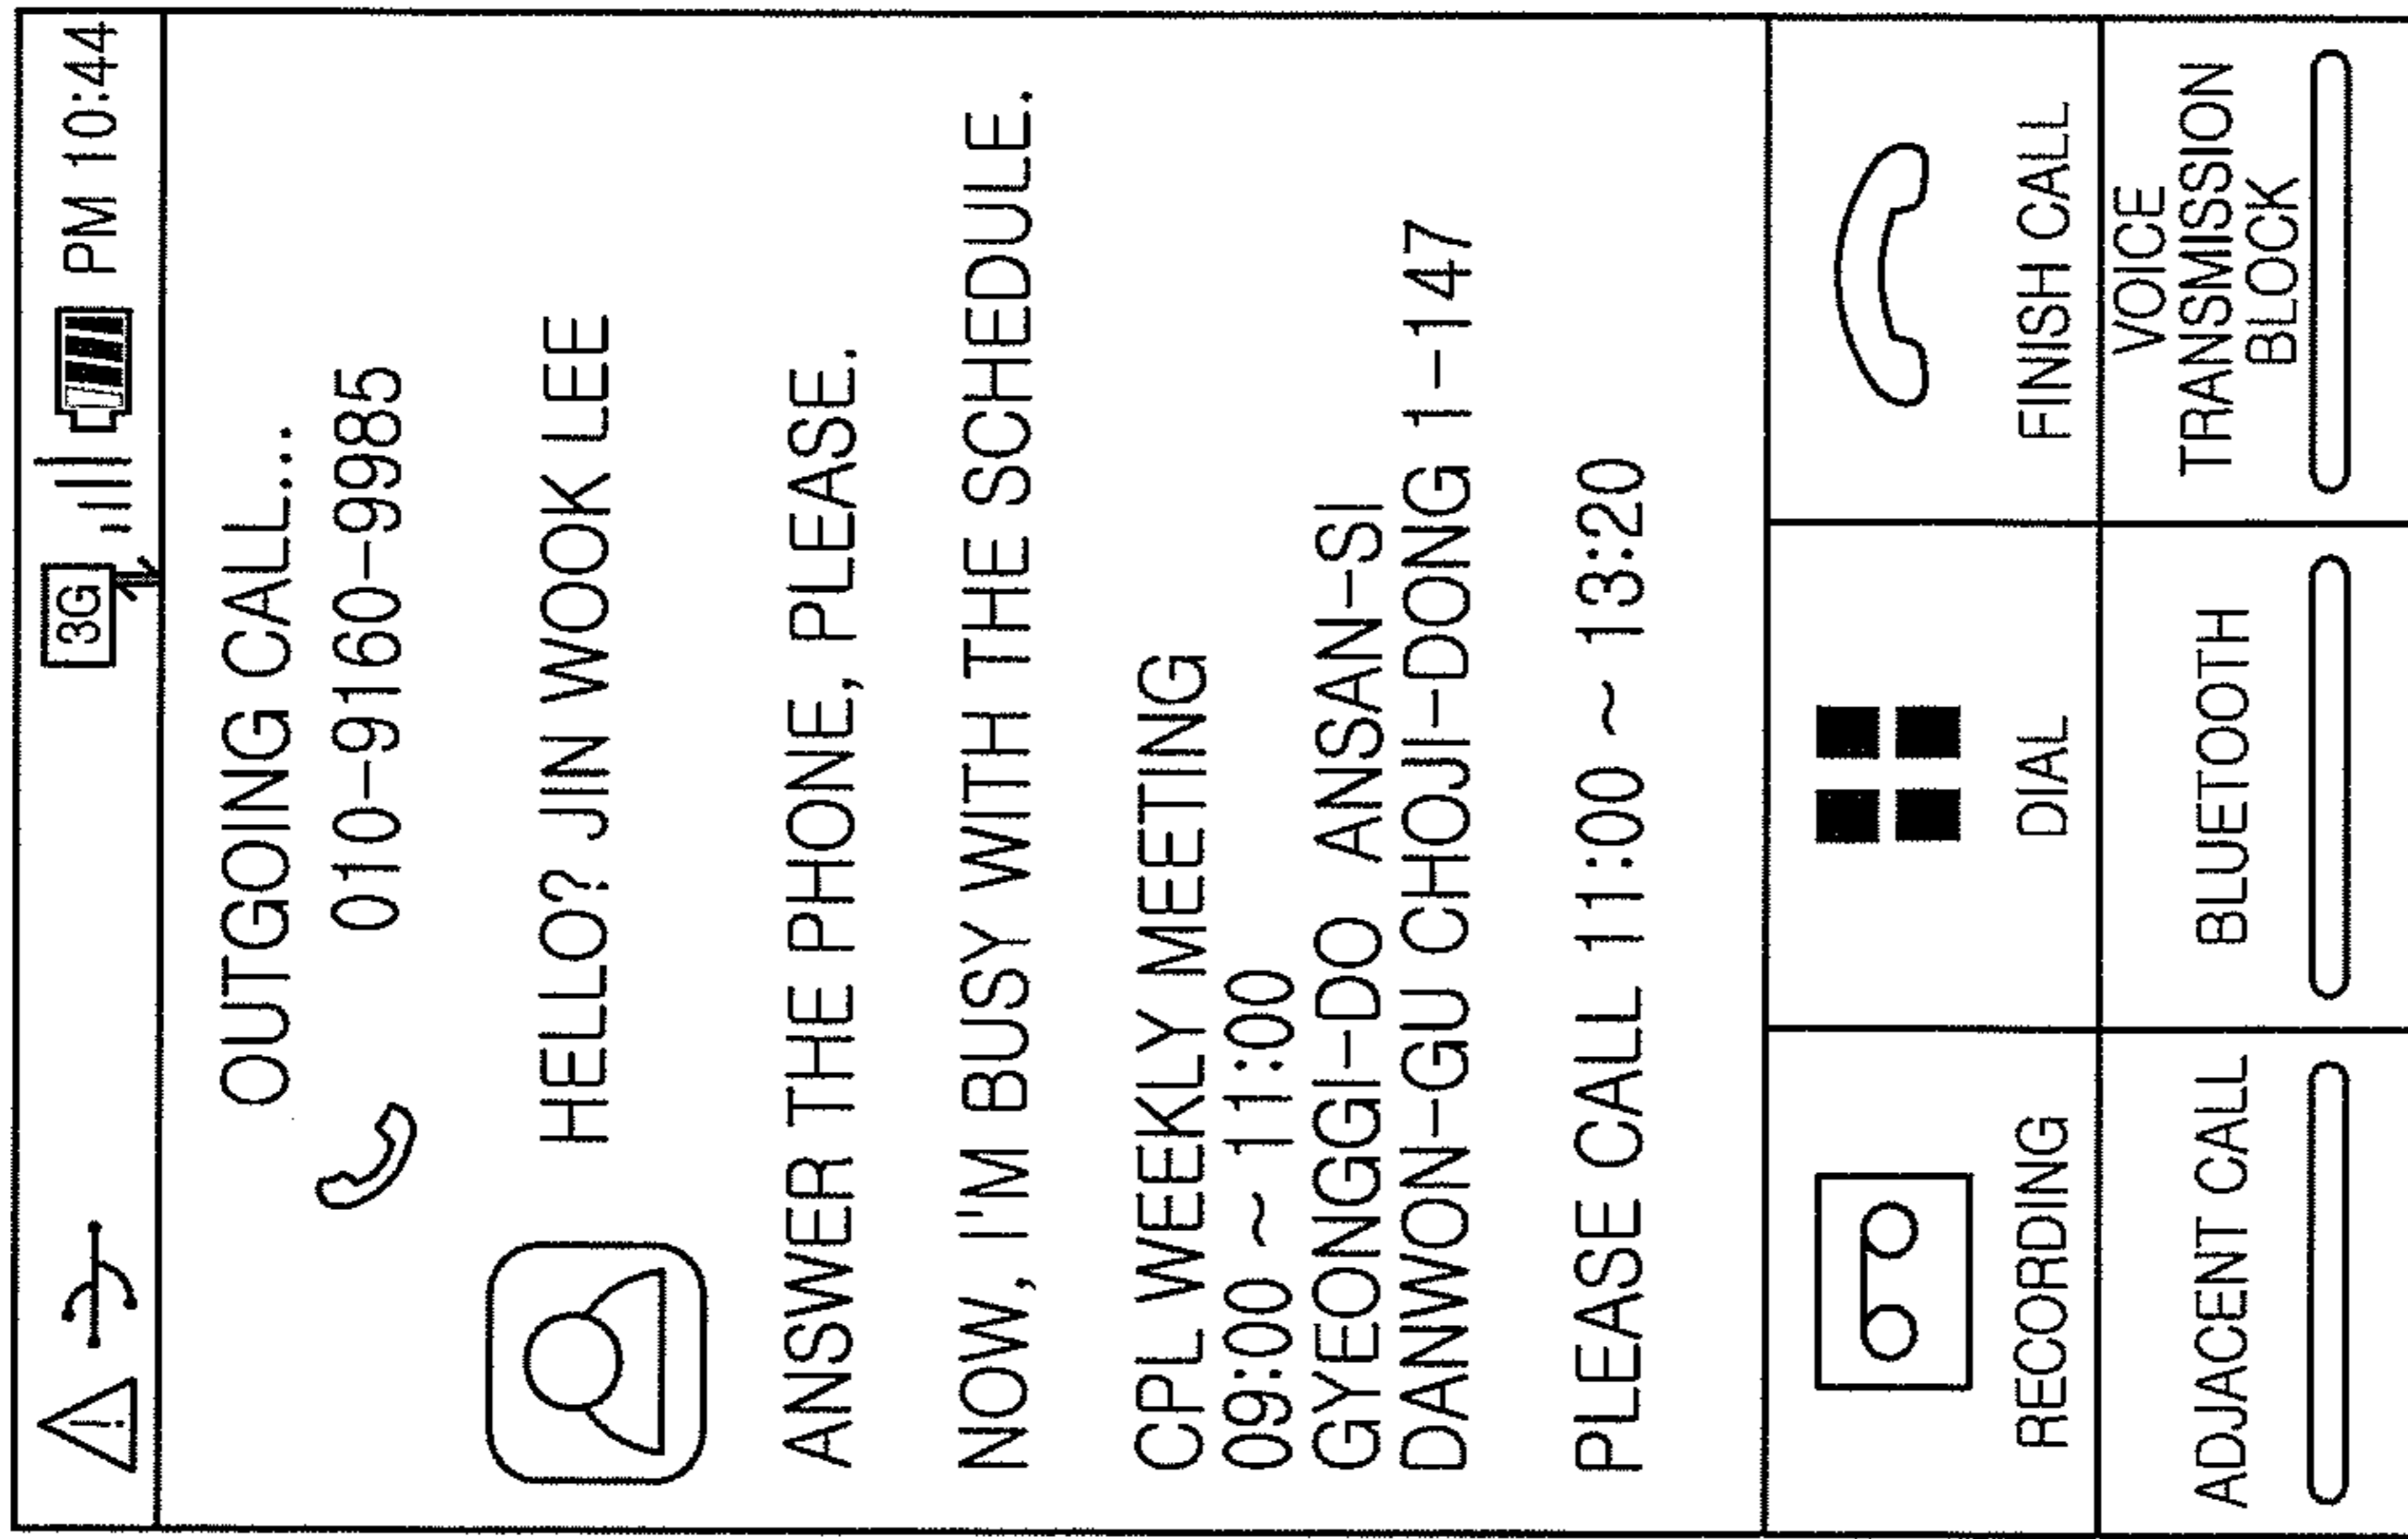 3G PM 10:44
OUTGOING CALL...
010-9160-9985
HELLO? JIN WOOK LEE
ANSWER THE PHONE, PLEASE.
NOW, I'M BUSY WITH THE SCHEDULE.
CPL WEEKLY MEETING
09:00 ~ 11:00
GYEONGGI-DO ANSAN-SI
DANWON-GU CHOJI-DONG 1-147
PLEASE CALL 11:00 ~ 13:20
RECORDING
DIAL
FINISH CALL
ADJACENT CALL
BLUETOOTH
VOICE
TRANSMISSION
BLOCK